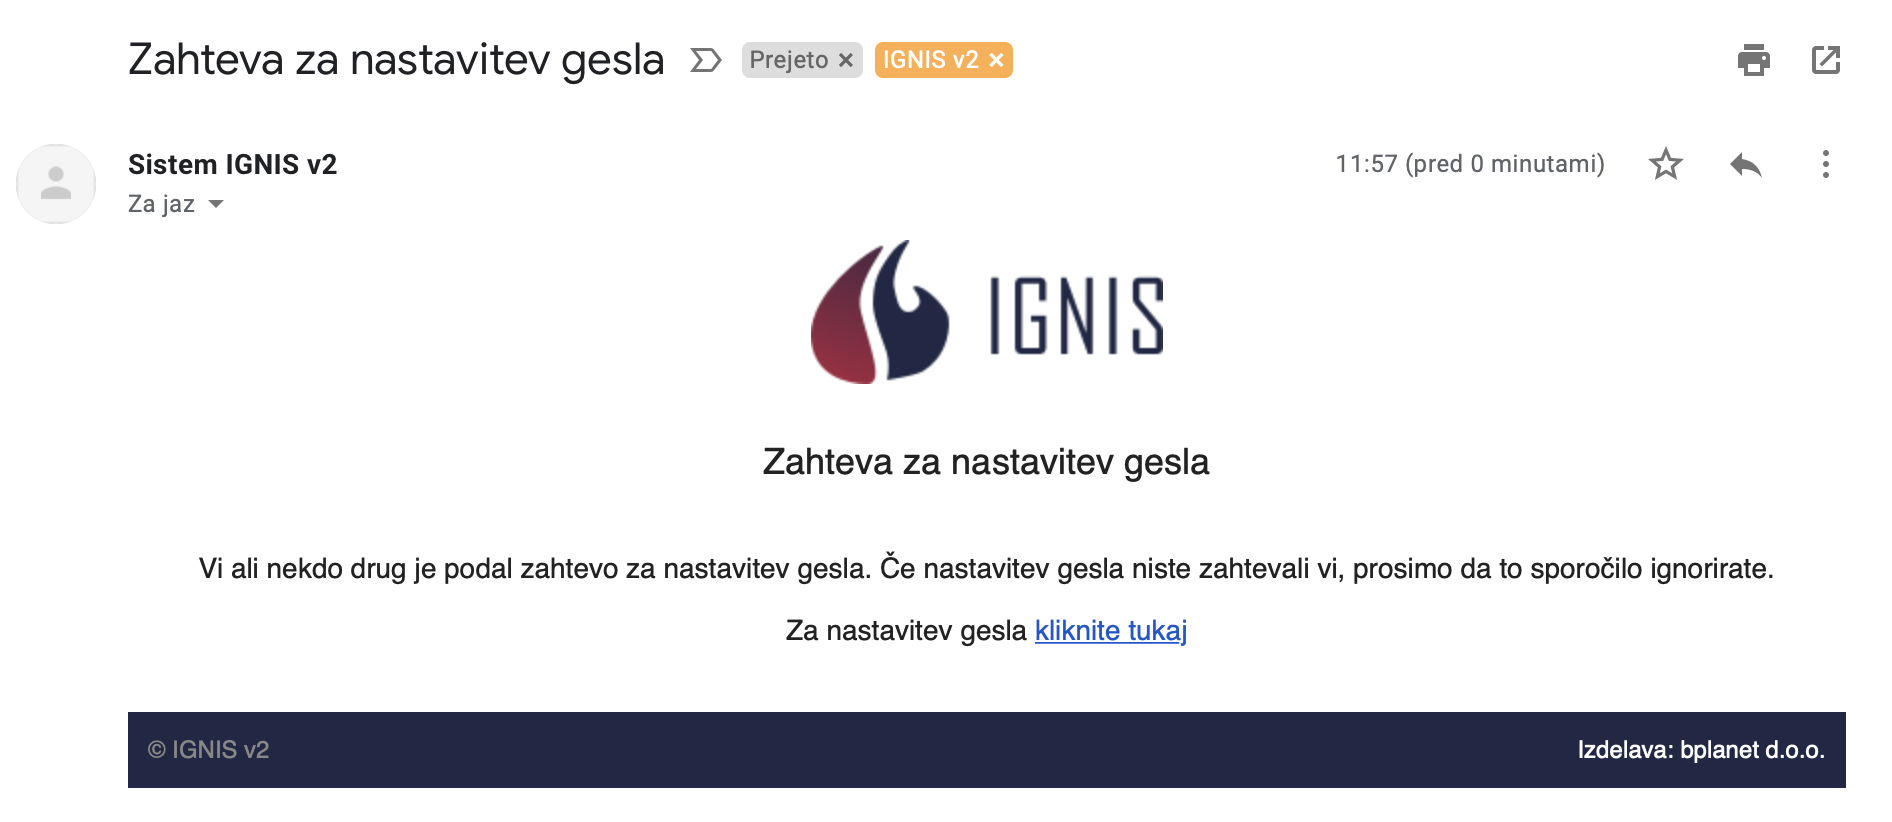 Zahteva za nastavitev gesla
Prejeto ×
IGNIS v2 ×
Sistem IGNIS v2
11:57 (pred 0 minutami)
Za jaz
IGNIS
Zahteva za nastavitev gesla
Vi ali nekdo drug je podal zahtevo za nastavitev gesla. Če nastavitev gesla niste zahtevali vi, prosimo da to sporočilo ignorirate.
Za nastavitev gesla kliknite tukaj
© IGNIS v2
Izdelava: bplanet d.o.o.